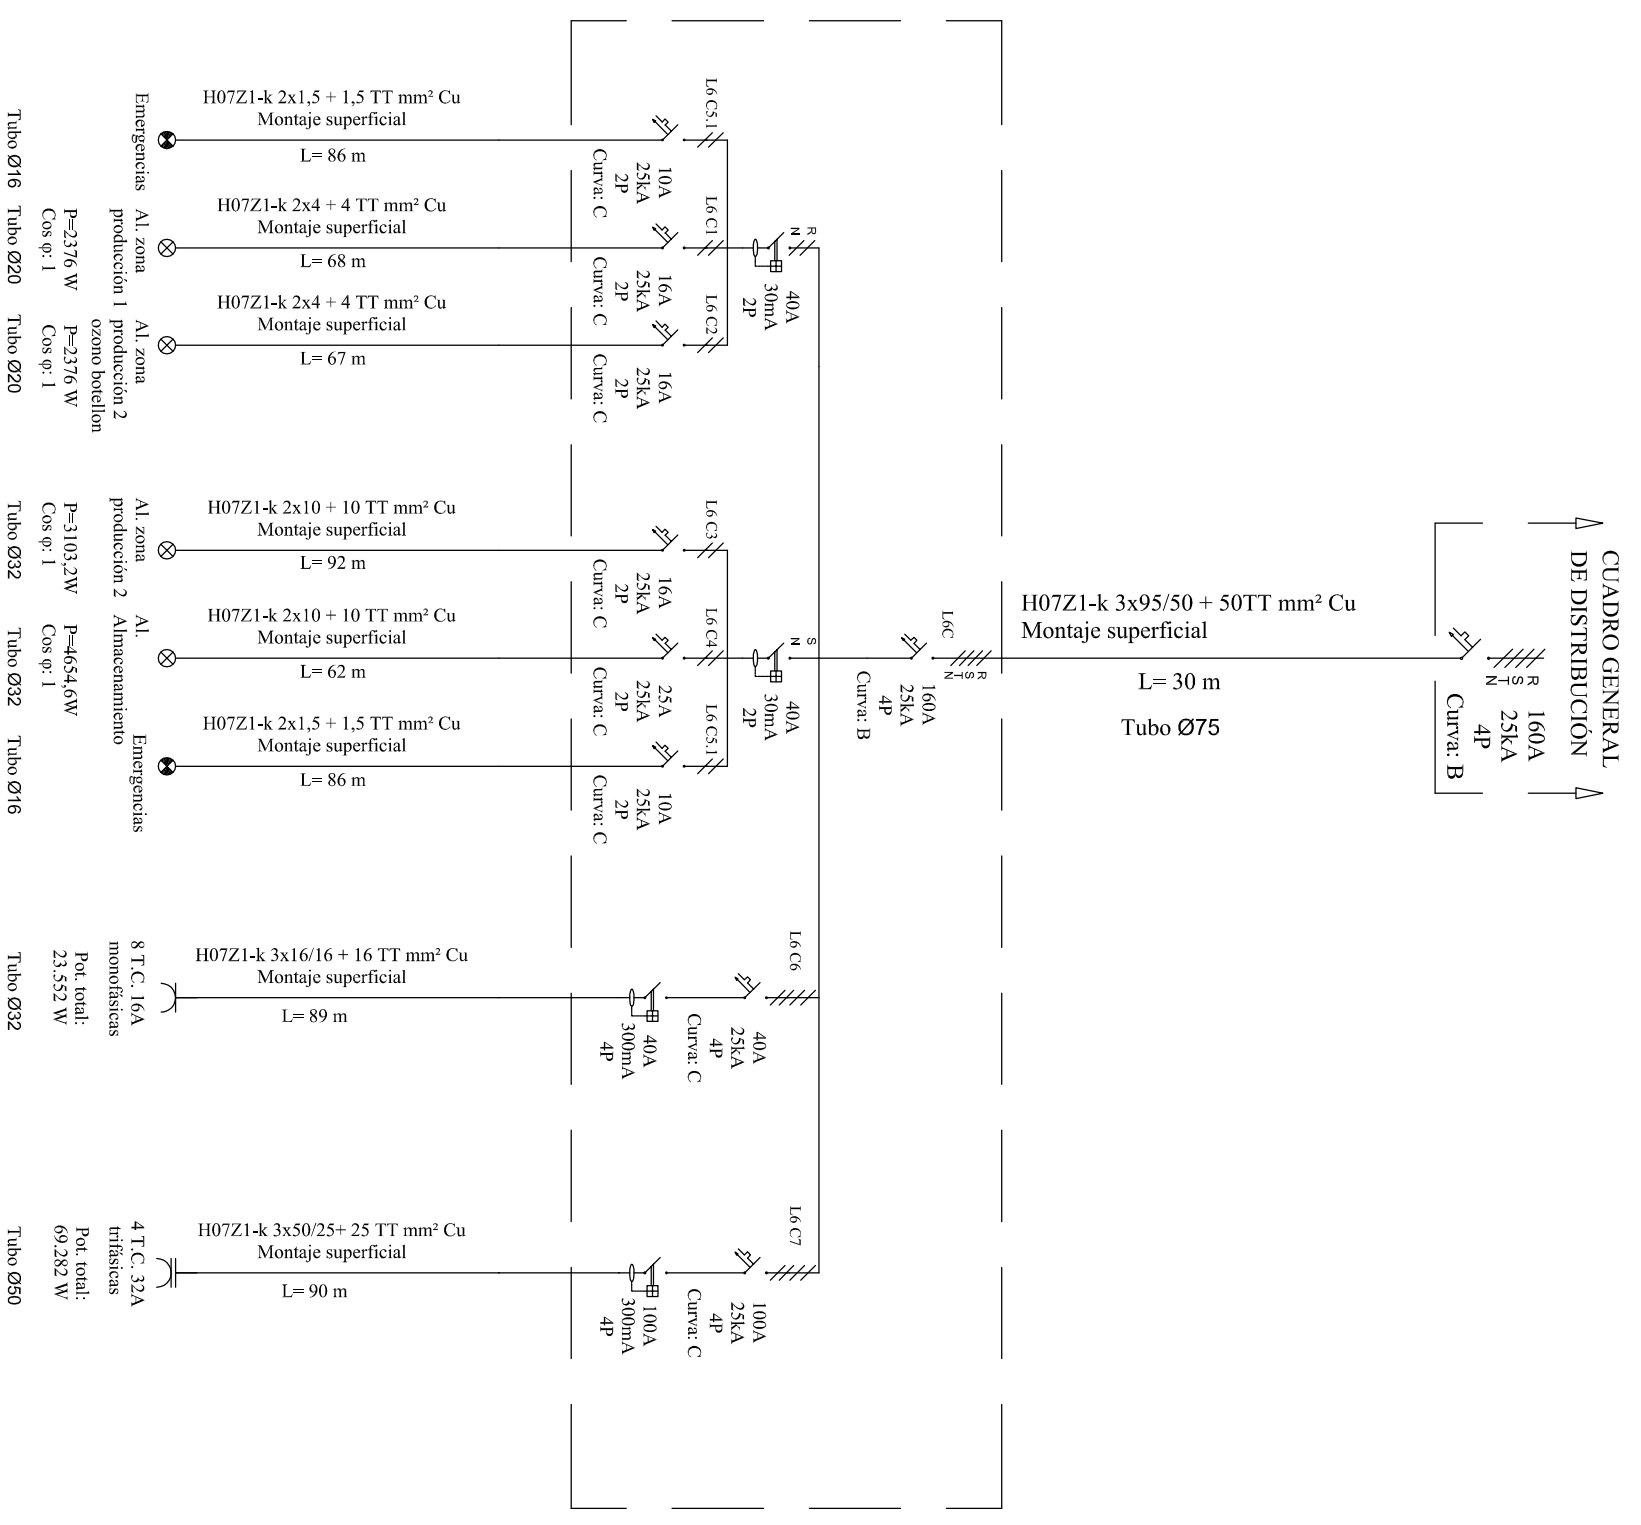 CUADRO GENERAL
DE DISTRIBUCIÓN
R
S
T
N
160A
25kA
4P
Curva: B
H07Z1-k 3x95/50 + 50TT mm² Cu
Montaje superficial
L= 30 m
Tubo Ø75
L6C
R
S
T
N
160A
25kA
4P
Curva: B
R
N
40A
30mA
2P
L6 C5.1
10A
25kA
2P
Curva: C
H07Z1-k 2x1,5 + 1,5 TT mm² Cu
Montaje superficial
L= 86 m
Emergencias
Tubo Ø16
L6 C1
16A
25kA
2P
Curva: C
H07Z1-k 2x4 + 4 TT mm² Cu
Montaje superficial
L= 68 m
Al. zona
producción 1
P=2376 W
Cos φ: 1
Tubo Ø20
L6 C2
16A
25kA
2P
Curva: C
H07Z1-k 2x4 + 4 TT mm² Cu
Montaje superficial
L= 67 m
Al. zona
producción 2
ozono botellon
P=2376 W
Cos φ: 1
Tubo Ø20
S
N
40A
30mA
2P
L6 C3
16A
25kA
2P
Curva: C
H07Z1-k 2x10 + 10 TT mm² Cu
Montaje superficial
L= 92 m
Al. zona
producción 2
P=3103,2W
Cos φ: 1
Tubo Ø32
L6 C4
25A
25kA
2P
Curva: C
H07Z1-k 2x10 + 10 TT mm² Cu
Montaje superficial
L= 62 m
Al.
Almacenamiento
P=4654,6W
Cos φ: 1
Tubo Ø32
L6 C5.1
10A
25kA
2P
Curva: C
H07Z1-k 2x1,5 + 1,5 TT mm² Cu
Montaje superficial
L= 86 m
Emergencias
Tubo Ø16
L6 C6
40A
25kA
4P
Curva: C
40A
300mA
4P
H07Z1-k 3x16/16 + 16 TT mm² Cu
Montaje superficial
L= 89 m
8 T.C. 16A
monofásicas
Pot. total:
23.552 W
Tubo Ø32
L6 C7
100A
25kA
4P
Curva: C
100A
300mA
4P
H07Z1-k 3x50/25+ 25 TT mm² Cu
Montaje superficial
L= 90 m
4 T.C. 32A
trifásicas
Pot. total:
69.282 W
Tubo Ø50